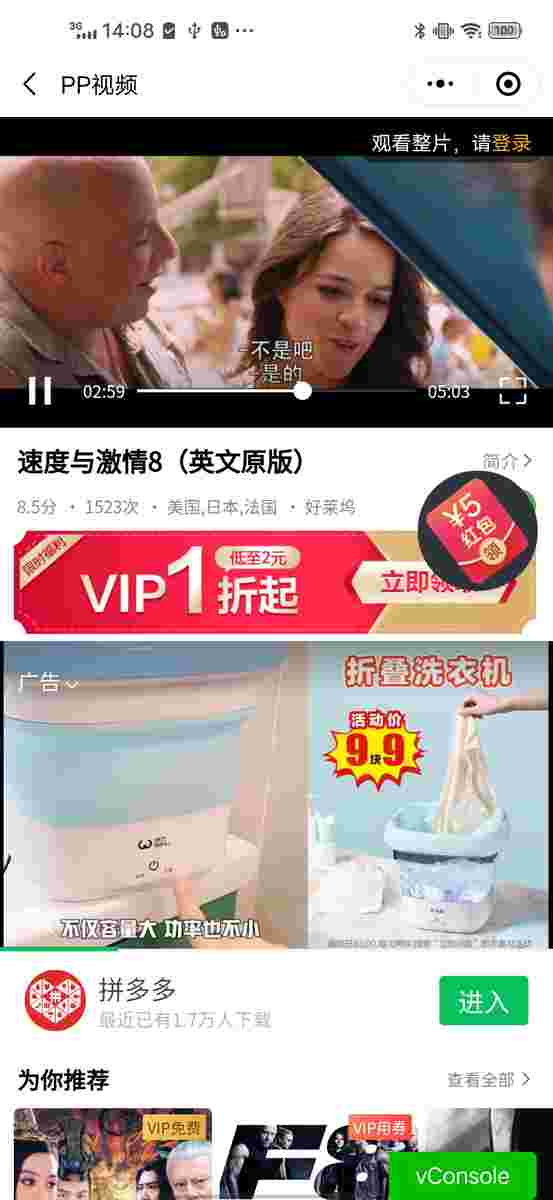 3G 14:08 ··· 100
PP视频
观看整片，请登录
-不是吧
-是的
02:59 05:03
速度与激情8（英文原版）
简介
8.5分 · 1523次 · 美国,日本,法国 · 好莱坞
¥5
红包
领
限时福利
VIP1折起
低至2元
立即领
广告
折叠洗衣机
活动价
9块9
不仅容量大 功率也不小
拼多多
最近已有1.7万人下载
进入
为你推荐
查看全部
VIP免费
VIP用券
F8
vConsole